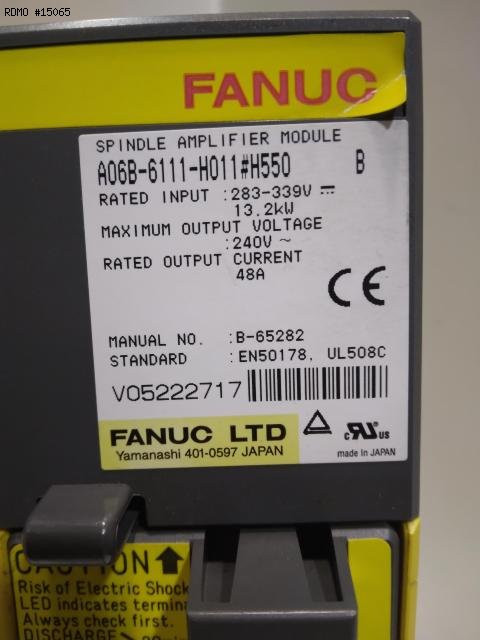 RDMO #15065
FANUC
SPINDLE AMPLIFIER MODULE
A06B-6111-H011#H550 B
RATED INPUT :283-339V ⎓
13.2kW
MAXIMUM OUTPUT VOLTAGE
:240V ~
RATED OUTPUT CURRENT
48A
CE
MANUAL NO. :B-65282
STANDARD :EN50178, UL508C
V05222717
FANUC LTD
Yamanashi 401-0597 JAPAN
c RU US
made in JAPAN
CAUTION
Risk of Electric Shock
LED indicates
Always check first.
DISCHARGE